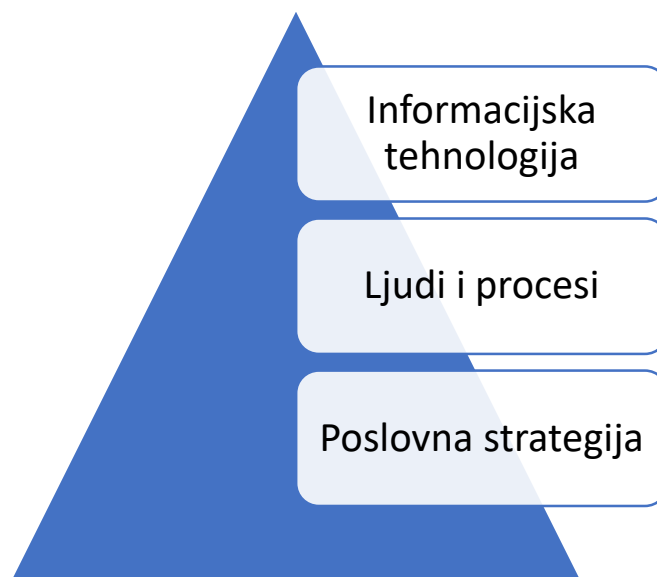 Informacijska
tehnologija
Ljudi i procesi
Poslovna strategija